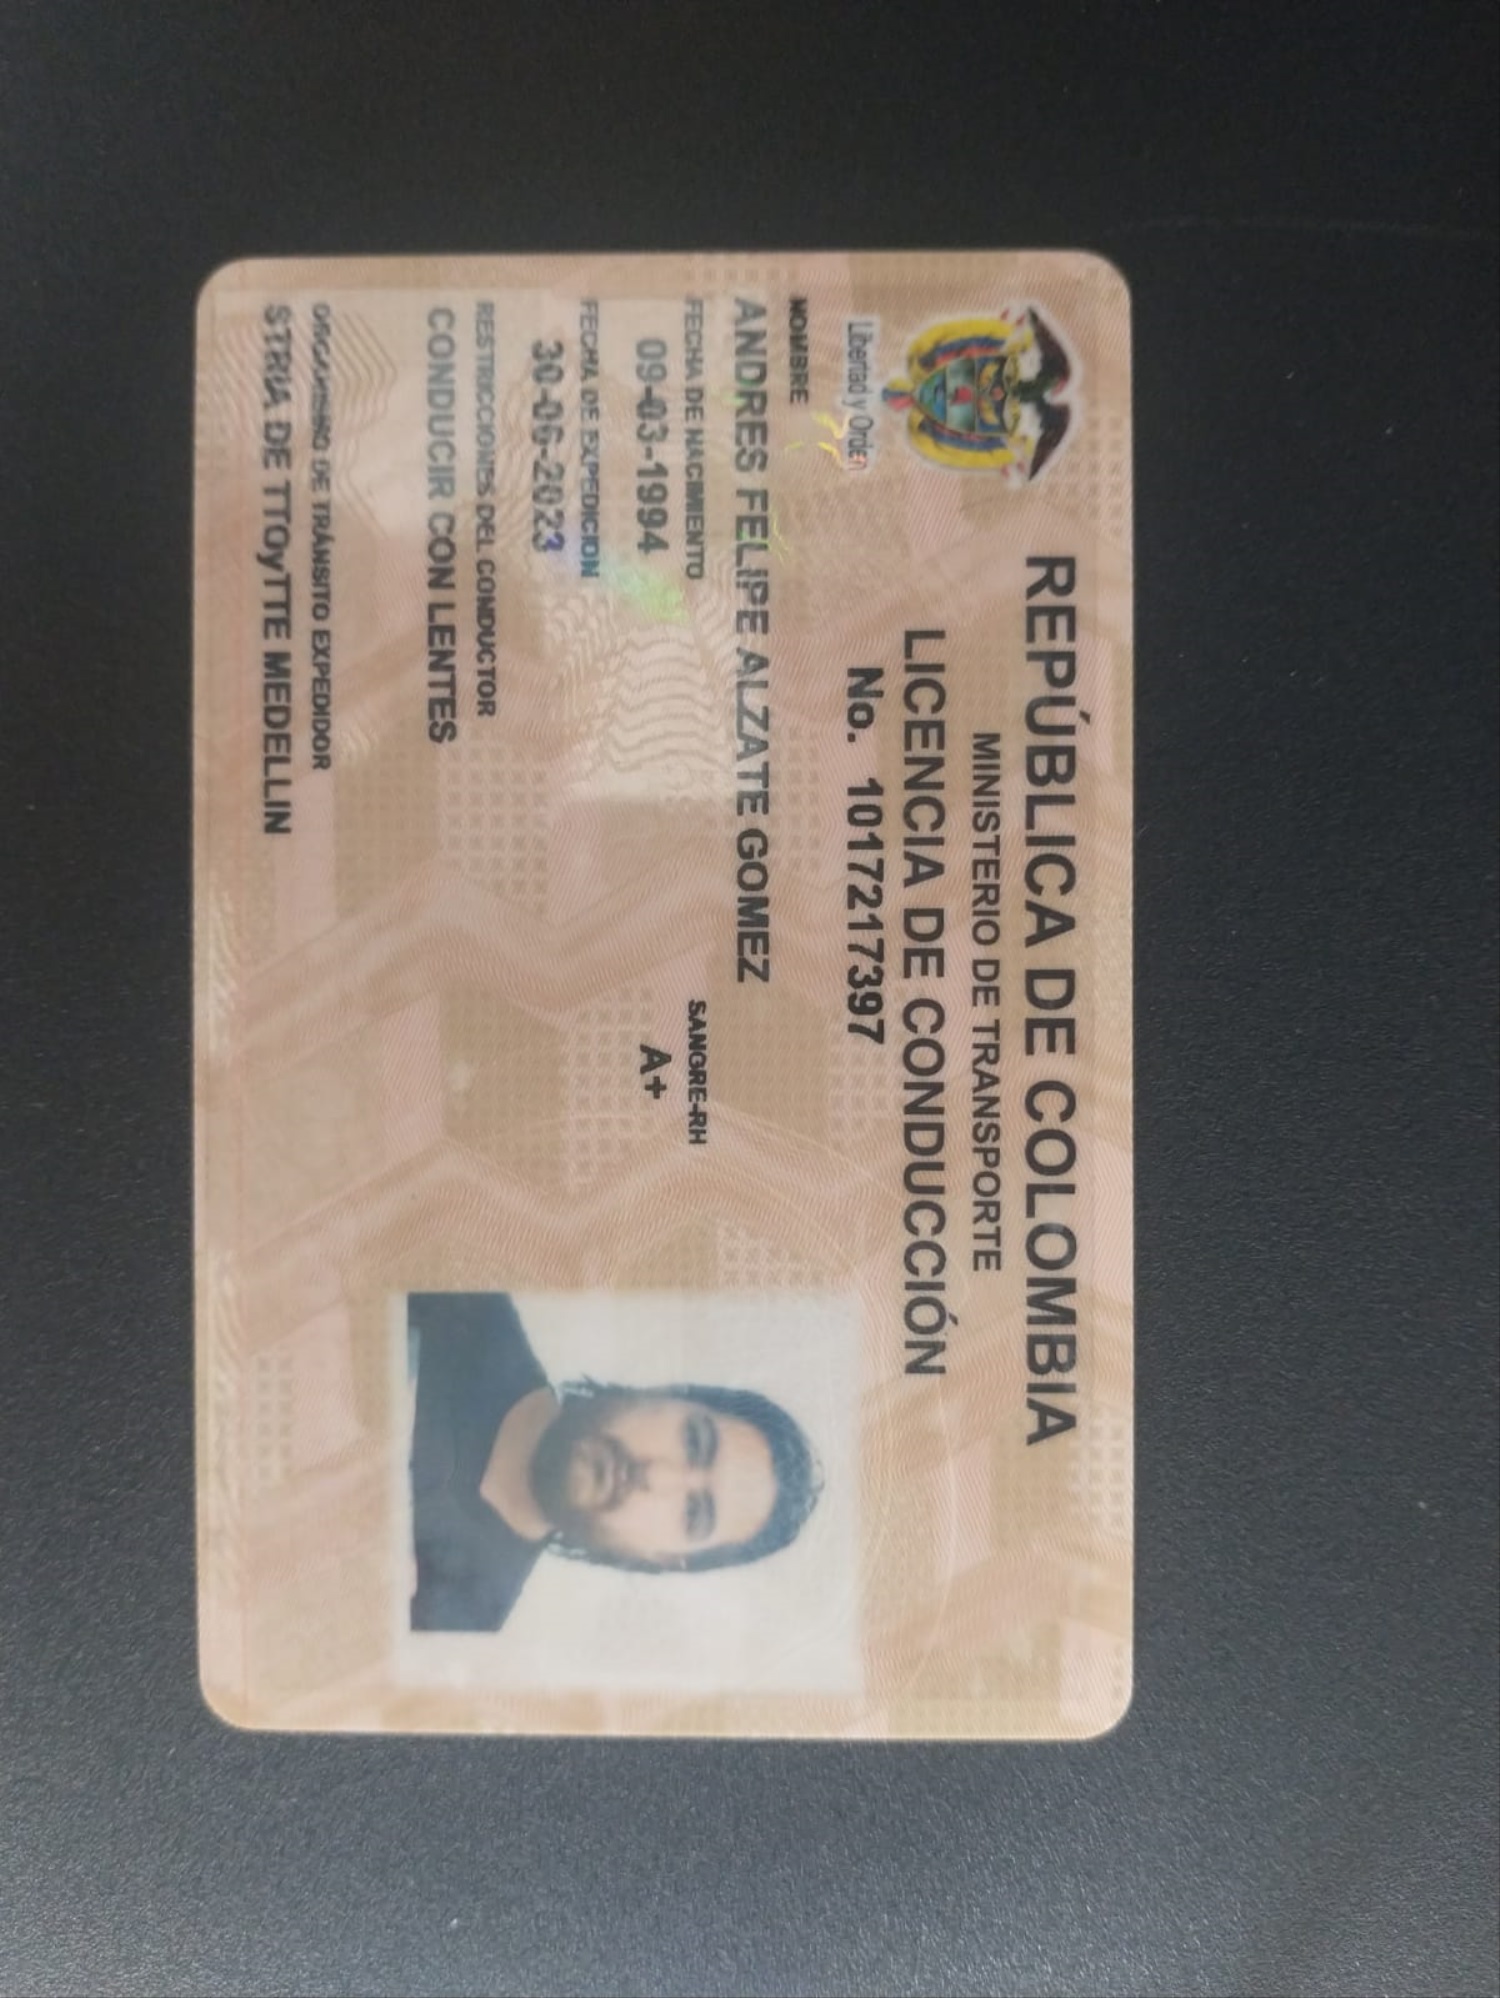 REPÚBLICA DE COLOMBIA
MINISTERIO DE TRANSPORTE
LICENCIA DE CONDUCCIÓN
No. 1017217397
Libertad y Orden
NOMBRE
ANDRES FELIPE ALZATE GOMEZ
FECHA DE NACIMIENTO SANGRE-RH
09-03-1994 A+
FECHA DE EXPEDICION
30-06-2023
RESTRICCIONES DEL CONDUCTOR
CONDUCIR CON LENTES
ORGANISMO DE TRÁNSITO EXPEDIDOR
STRIA DE TTOyTTE MEDELLIN